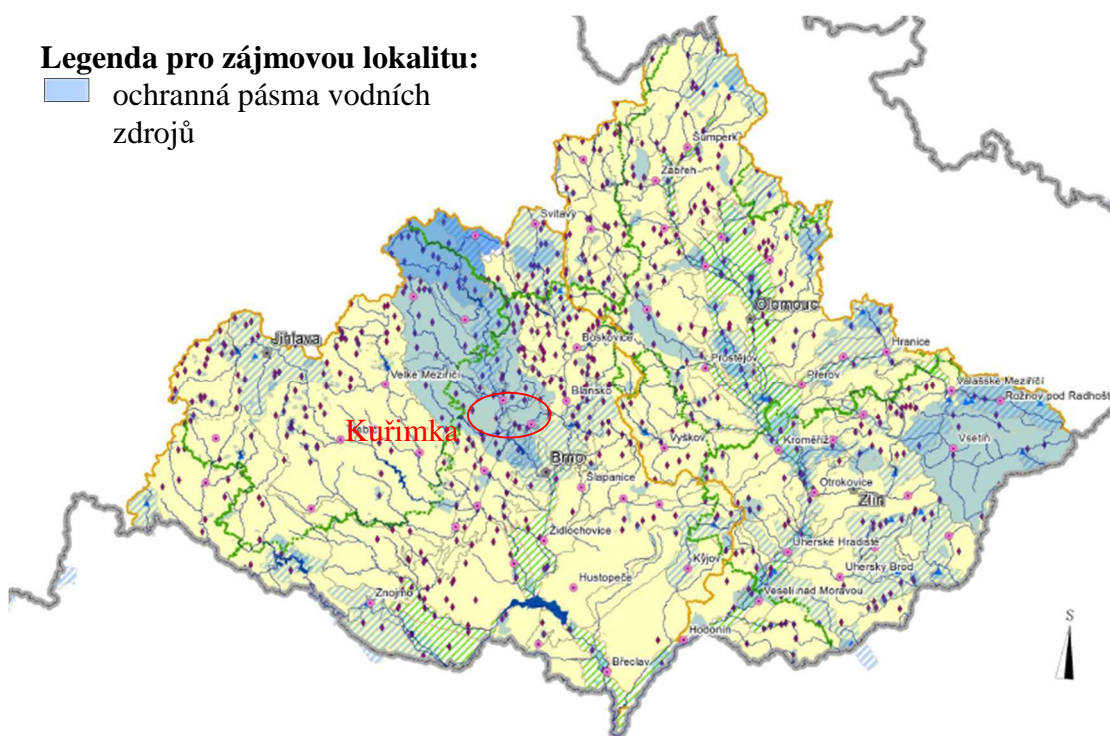 Legenda pro zájmovou lokalitu:
ochranná pásma vodních
zdrojů
Šumperk
Zábřeh
Svitavy
Olomouc
Jihlava
Boskovice
Hranice
Prostějov
Velké Meziříčí
Přerov
Blansko
Valašské Meziříčí
Rožnov pod Radhošt
Kuřimka
Vyškov
Kroměříž
Vsetín
Brno
Šlapanice
Otrokovice
Zlín
Židlochovice
Uherské Hradiště
Kyjov
Uherský Brod
Hustopeče
Znojmo
Veselí nad Moravou
Hodonín
Břeclav
S